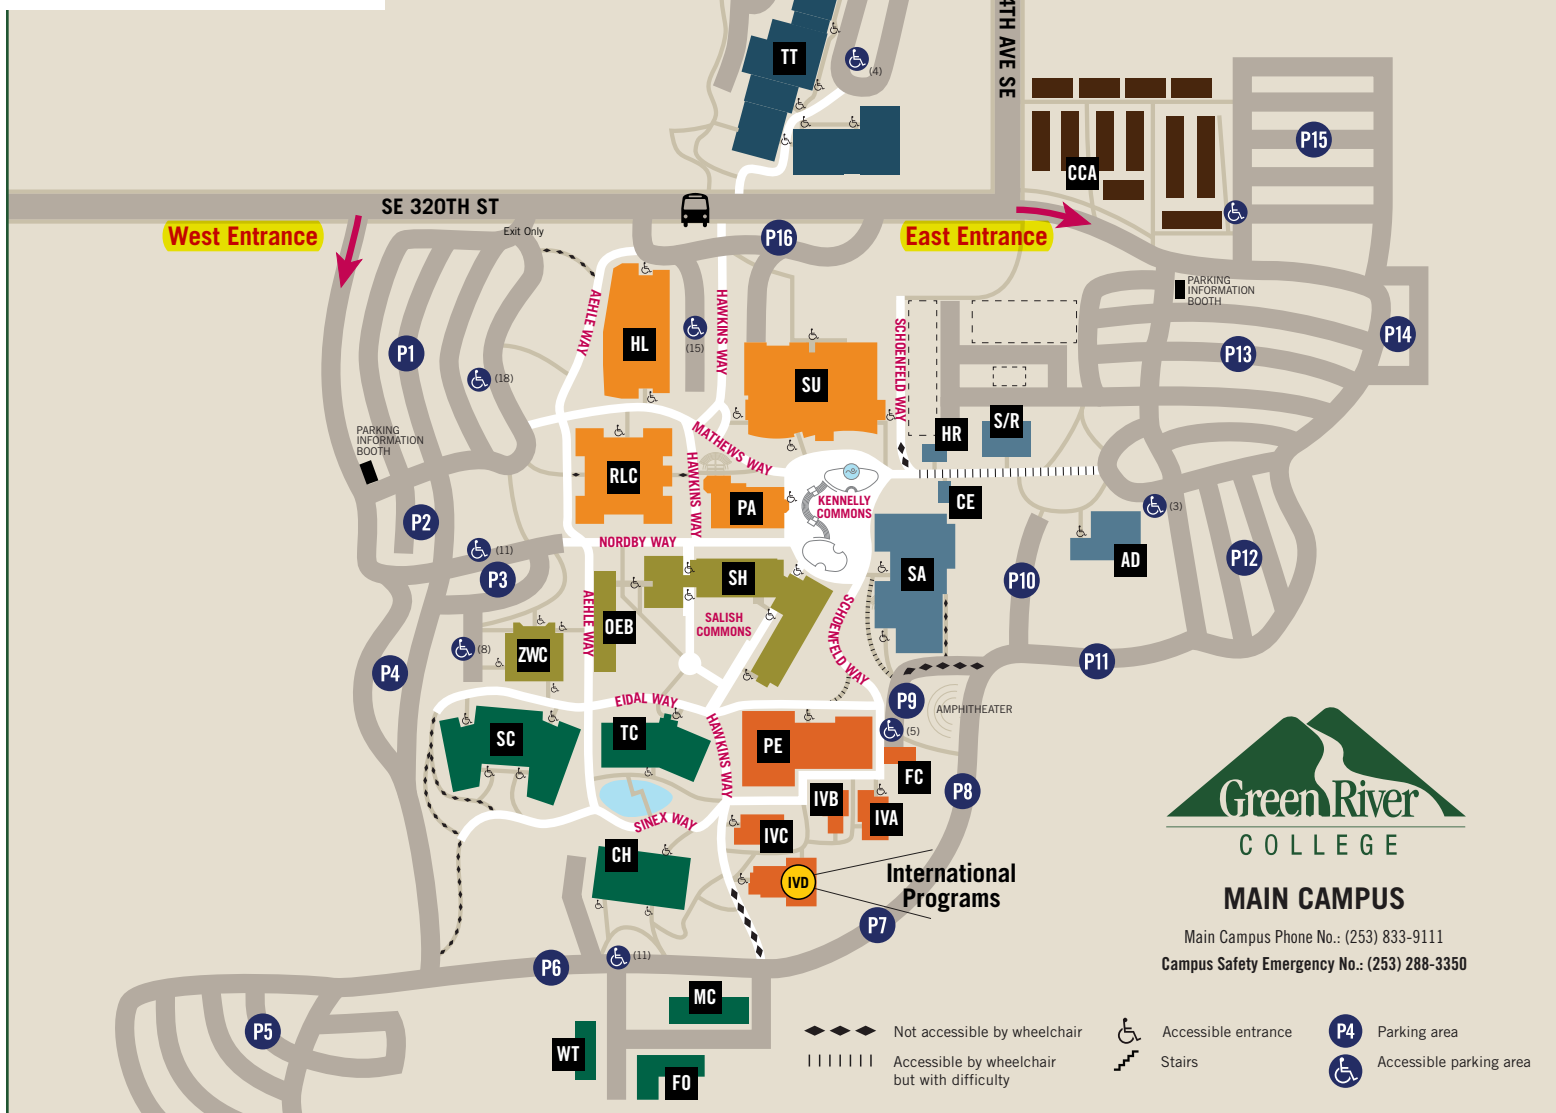 TT
(4)
4TH AVE SE
P15
CCA
SE 320TH ST
West Entrance
Exit Only
P16
East Entrance
PARKING
INFORMATION
BOOTH
AEHLE WAY
HL
(15)
HAWKINS WAY
SU
SCHOENFELD WAY
P14
P13
P1
(18)
PARKING
INFORMATION
BOOTH
MATHEWS WAY
HR
S/R
RLC
HAWKINS WAY
PA
KENNELLY
COMMONS
CE
(3)
P2
NORDBY WAY
(11)
P3
SH
SA
P10
AD
P12
AEHLE WAY
OEB
SALISH
COMMONS
SCHOENFELD WAY
ZWC
(8)
P4
P11
EIDAL WAY
P9
AMPHITHEATER
(5)
SC
TC
HAWKINS WAY
PE
FC
P8
IVB
IVA
SINEX WAY
IVC
CH
IVD
International
Programs
P7
P6
(11)
MC
P5
WT
FO
Green River
COLLEGE
MAIN CAMPUS
Main Campus Phone No.: (253) 833-9111
Campus Safety Emergency No.: (253) 288-3350
Not accessible by wheelchair
Accessible by wheelchair
but with difficulty
Accessible entrance
Stairs
P4
Parking area
Accessible parking area